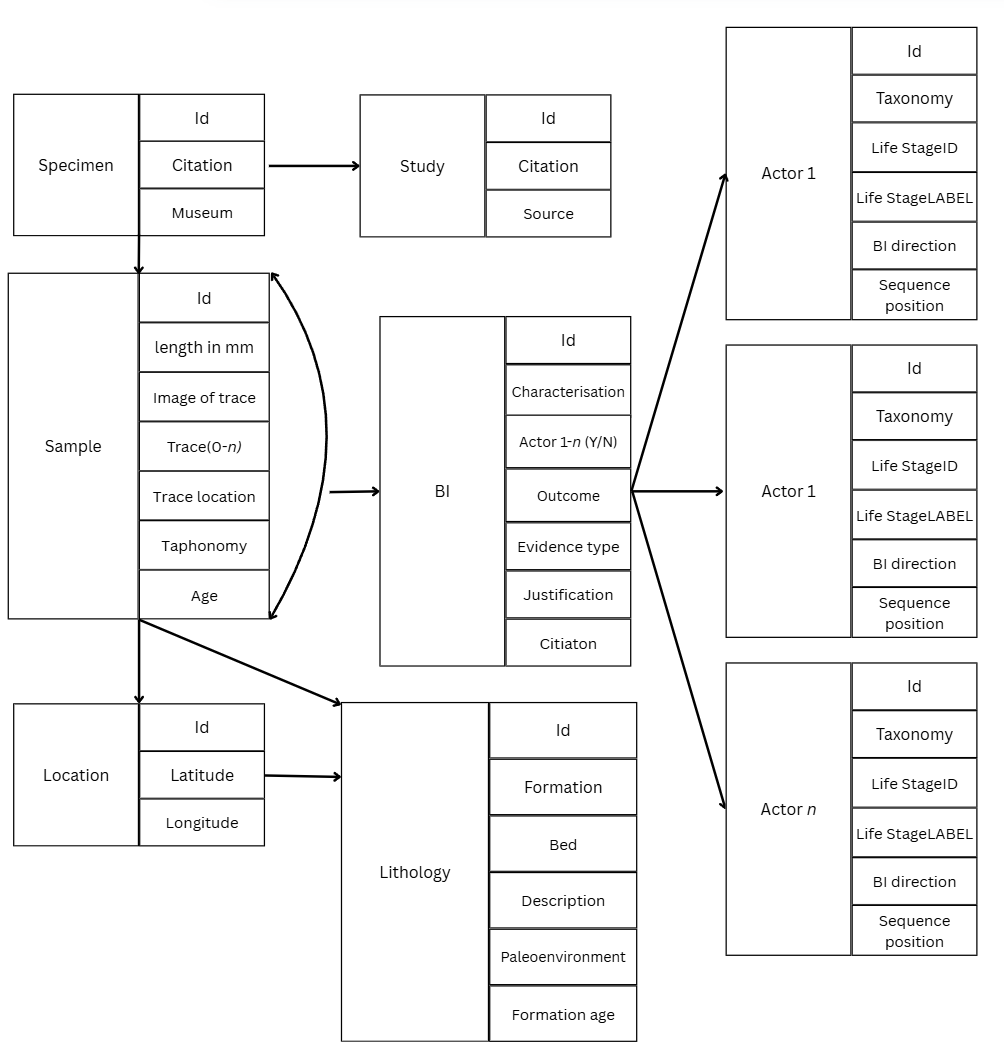 Specimen
Id
Citation
Museum
Study
Id
Citation
Source
Sample
Id
length in mm
Image of trace
Trace(0-n)
Trace location
Taphonomy
Age
BI
Id
Characterisation
Actor 1-n (Y/N)
Outcome
Evidence type
Justification
Citiaton
Location
Id
Latitude
Longitude
Lithology
Id
Formation
Bed
Description
Paleoenvironment
Formation age
Actor 1
Id
Taxonomy
Life StageID
Life StageLABEL
BI direction
Sequence
position
Actor 1
Id
Taxonomy
Life StageID
Life StageLABEL
BI direction
Sequence
position
Actor n
Id
Taxonomy
Life StageID
Life StageLABEL
BI direction
Sequence
position